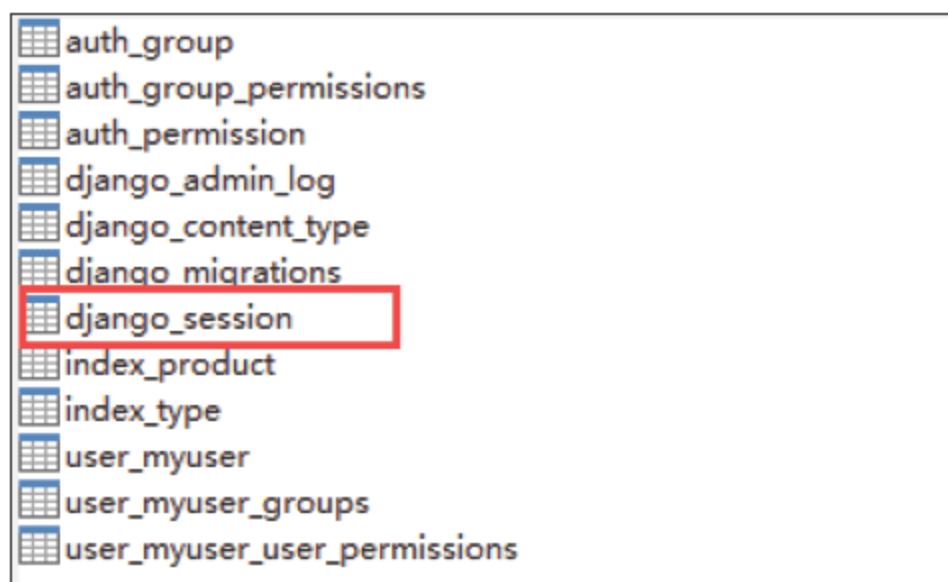 auth_group
auth_group_permissions
auth_permission
django_admin_log
django_content_type
django_migrations
django_session
index_product
index_type
user_myuser
user_myuser_groups
user_myuser_user_permissions